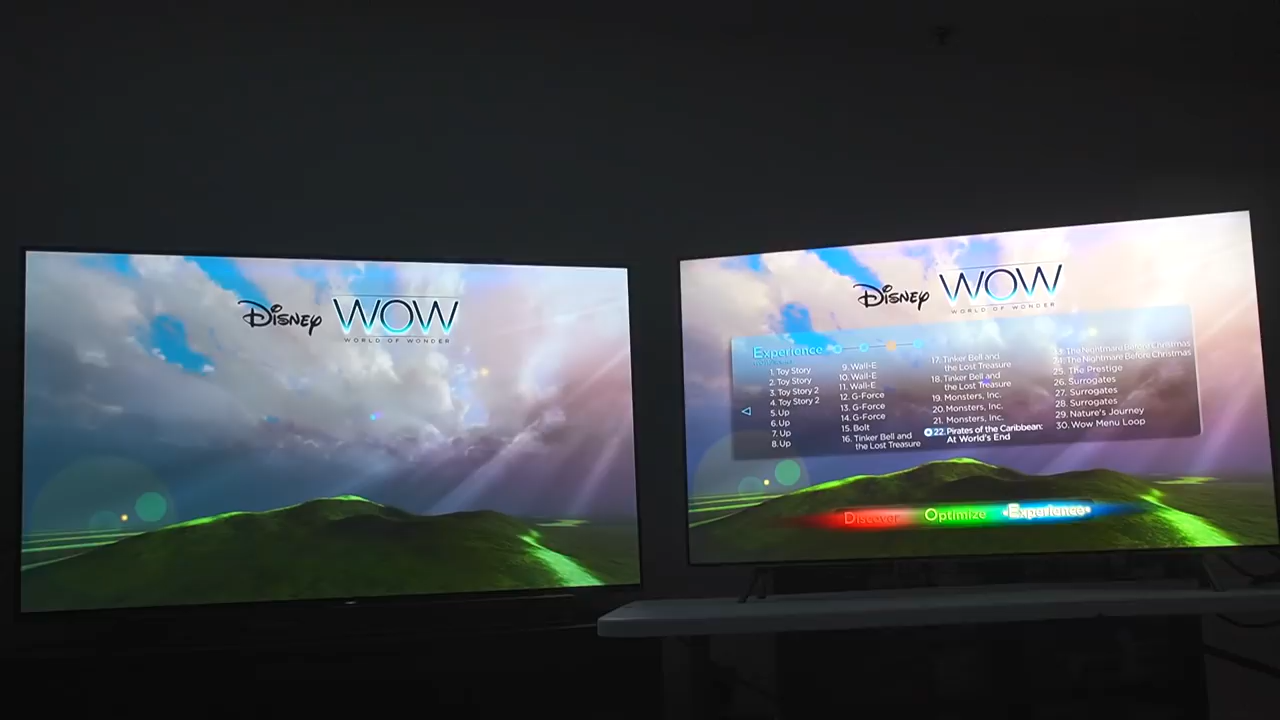 Disney WOW
WORLD OF WONDER
Disney WOW
WORLD OF WONDER
Experience
1. Toy Story
2. Toy Story
3. Toy Story 2
4. Toy Story 2
5. Up
6. Up
7. Up
8. Up
9. Wall-E
10. Wall-E
11. Wall-E
12. G-Force
13. G-Force
14. G-Force
15. Bolt
16. Tinker Bell and
the Lost Treasure
17. Tinker Bell and
the Lost Treasure
18. Tinker Bell and
the Lost Treasure
19. Monsters, Inc.
20. Monsters, Inc.
21. Monsters, Inc.
22. Pirates of the Caribbean:
At World's End
23. The Nightmare Before Christmas
24. The Nightmare Before Christmas
25. The Prestige
26. Surrogates
27. Surrogates
28. Surrogates
29. Nature's Journey
30. Wow Menu Loop
Discover Optimize Experience